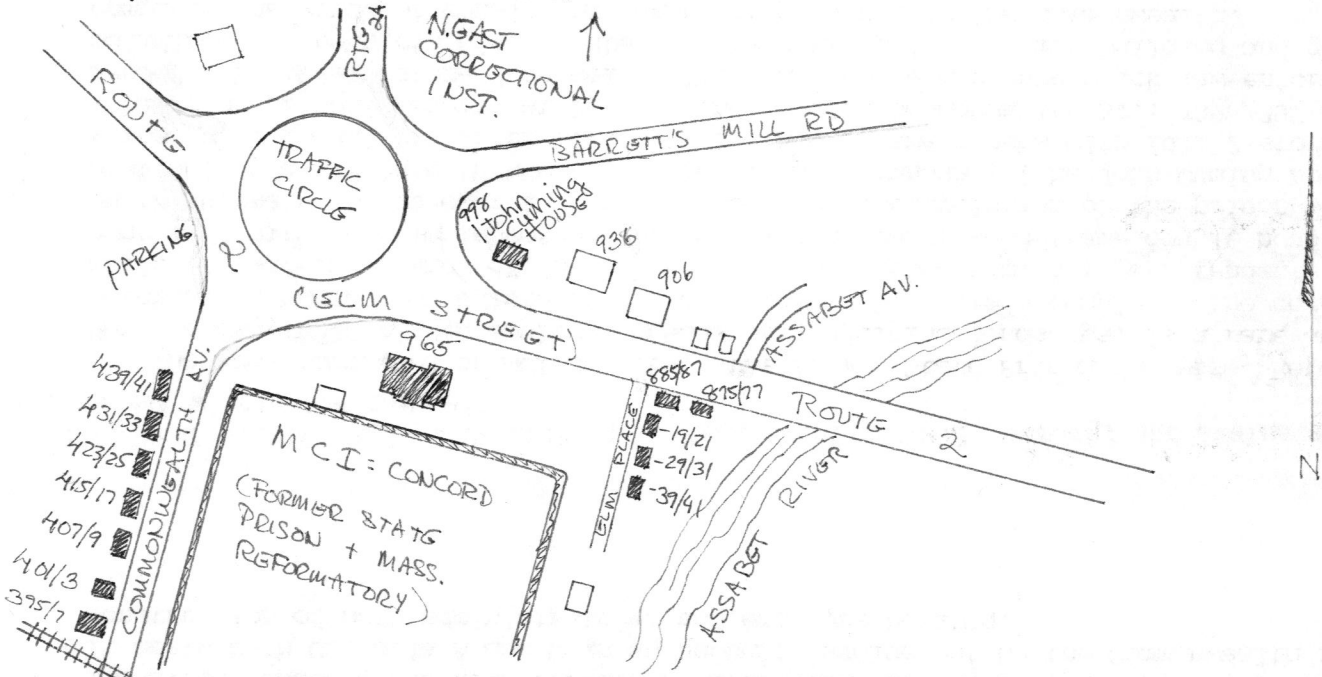 RTE 2A
N.EAST
CORRECTIONAL
INST.
ROUTE
2
TRAFFIC
CIRCLE
BARRETT'S MILL RD
PARKING
998
John
Cuming
HOUSE
936
906
(ELM STREET)
ASSABET AV.
965
439/41
431/33
423/25
415/17
407/9
401/3
395/7
COMMONWEALTH AV.
885/87
875/77
ROUTE 2
-19/21
-29/31
-39/41
ELM PLACE
MCI: CONCORD
(FORMER STATE
PRISON + MASS.
REFORMATORY)
ASSABET RIVER
N